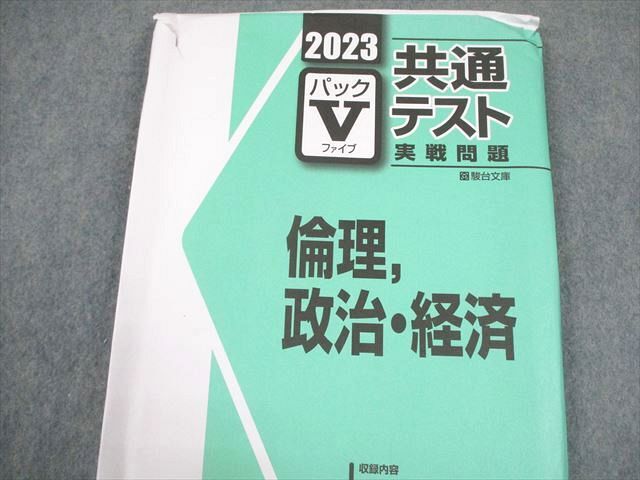 2023
パック
V
ファイブ
共通
テスト
実戦問題
駿台文庫
倫理,
政治・経済
収録内容